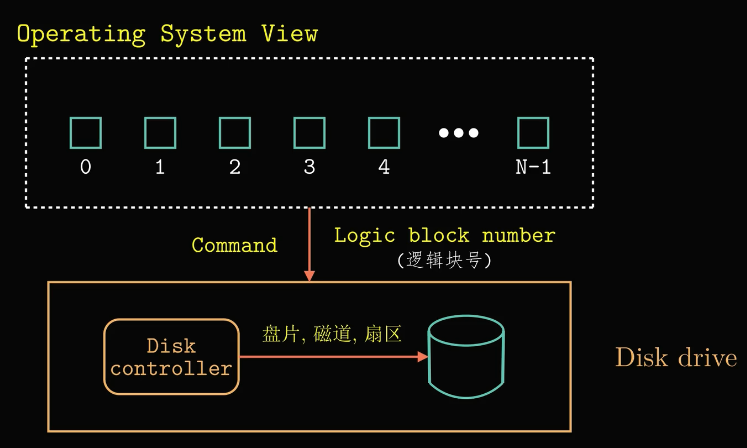 Operating System View
0 1 2 3 4 ••• N-1
Command
Logic block number
(逻辑块号)
盘片, 磁道, 扇区
Disk
controller
Disk drive